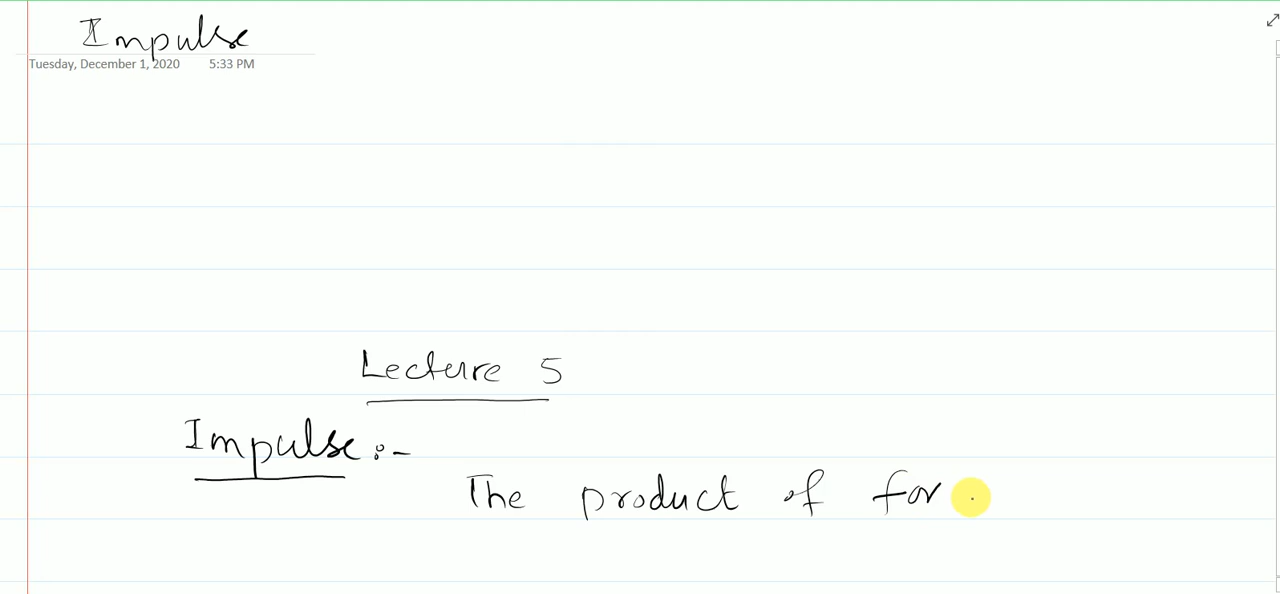 Impulse
Tuesday, December 1, 2020 5:33 PM
Lecture 5
Impulse :-
The product of for